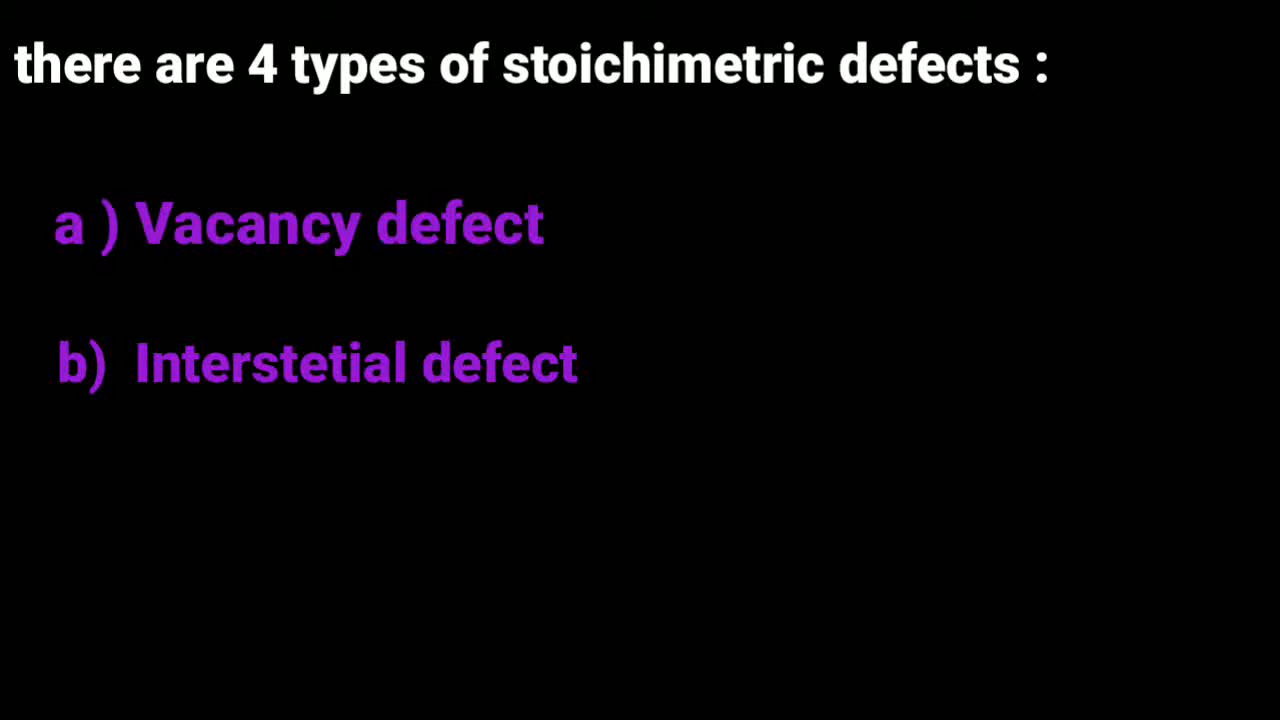 there are 4 types of stoichimetric defects :
a ) Vacancy defect
b) Interstetial defect